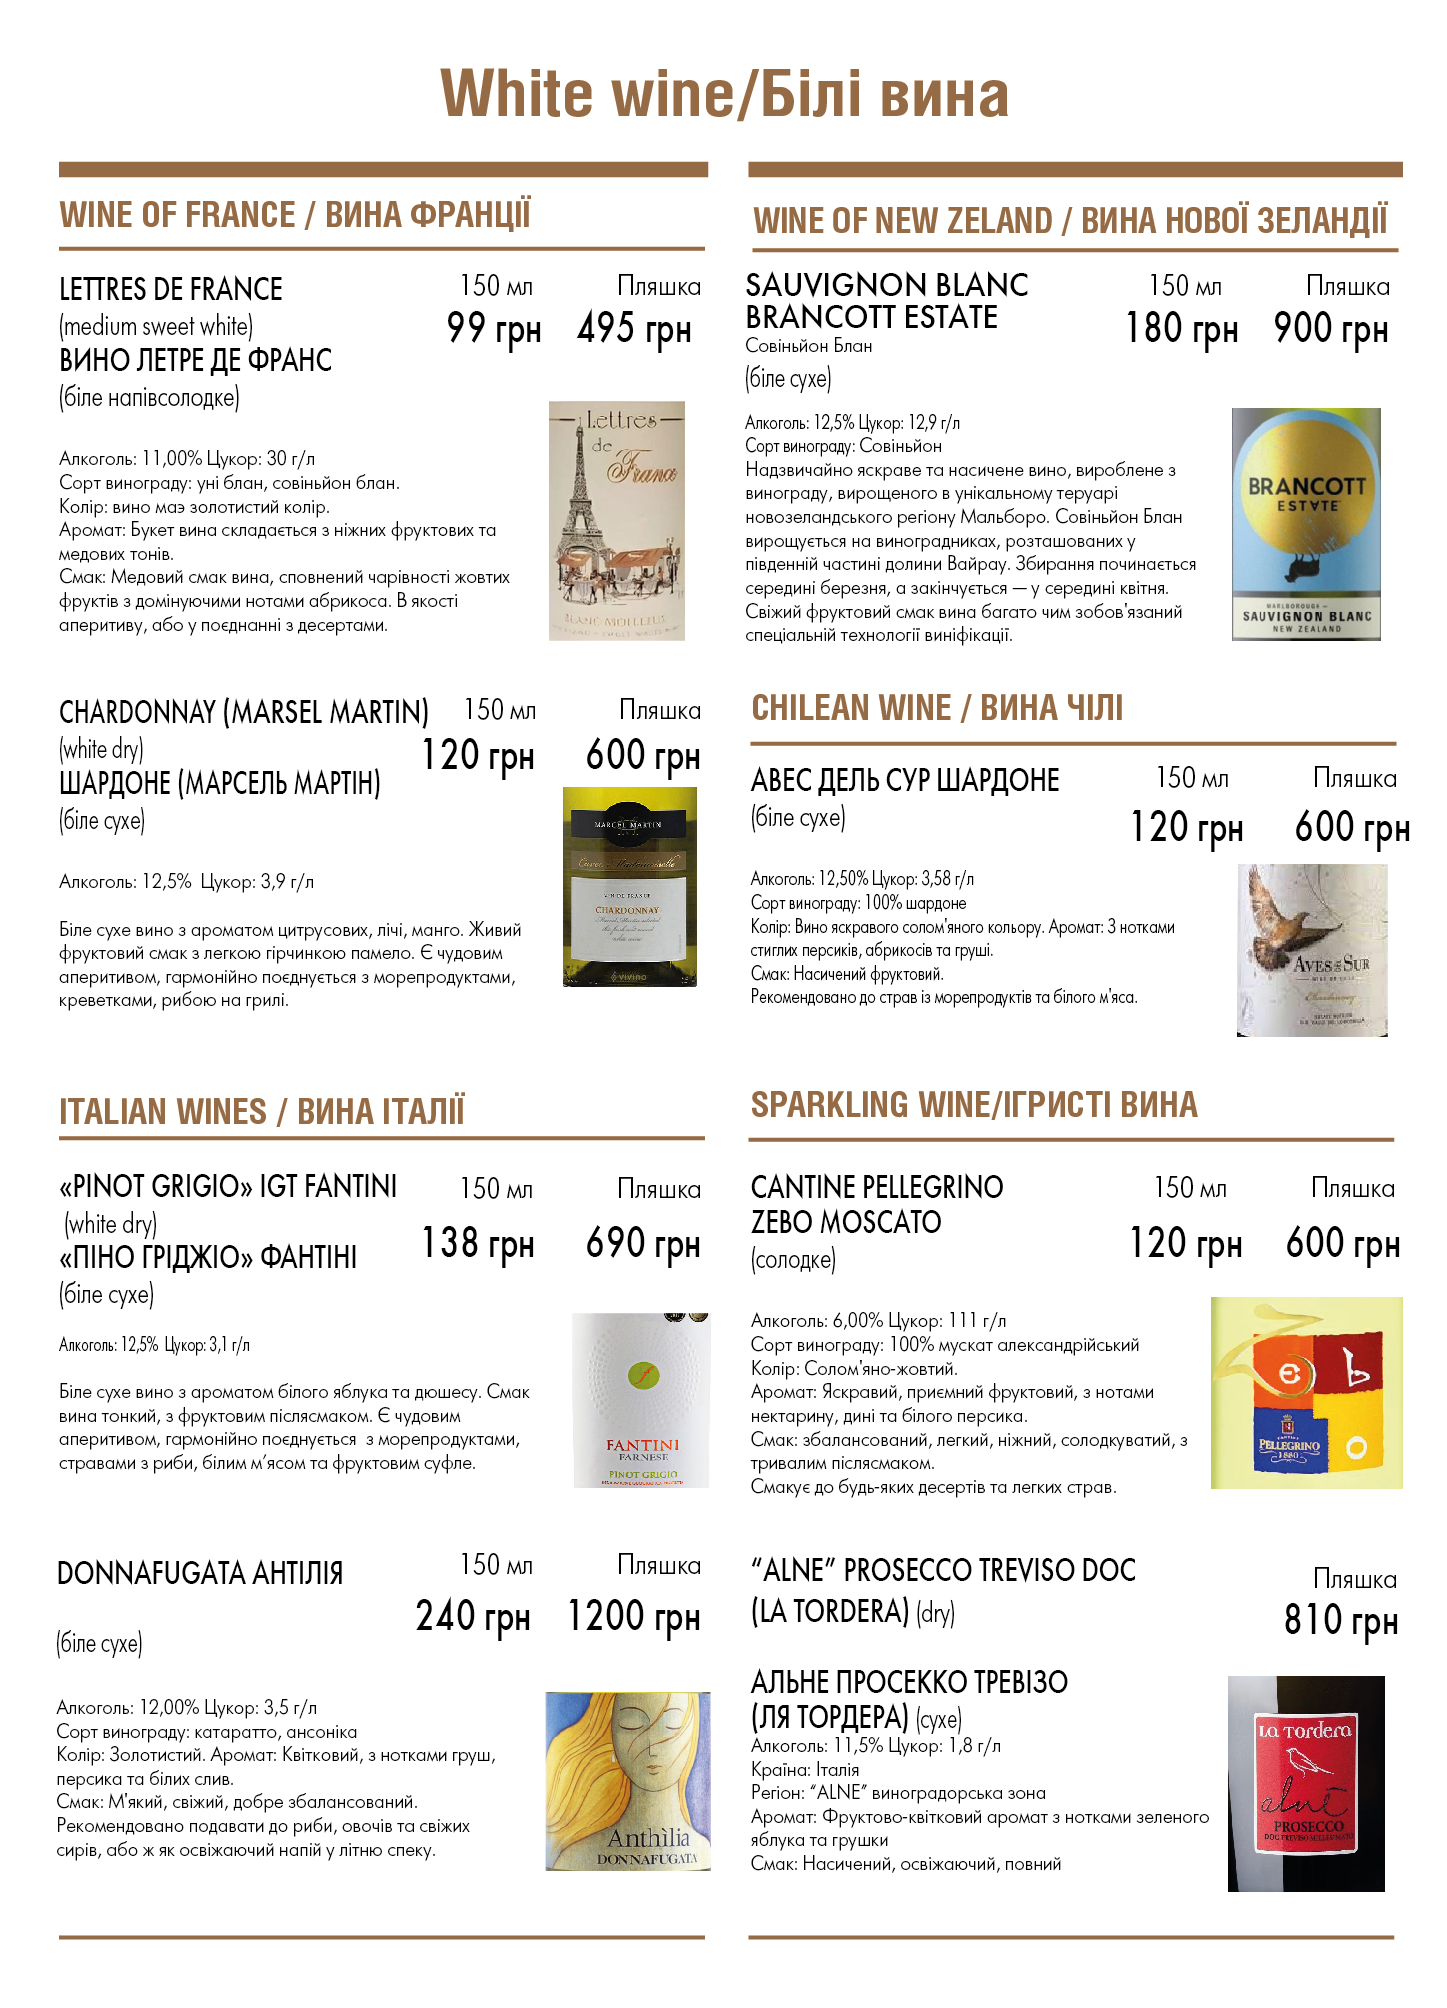 White wine/Білі вина
WINE OF FRANCE / ВИНА ФРАНЦІЇ
LETTRES DE FRANCE
150 мл Пляшка
(medium sweet white)
99 грн 495 грн
ВИНО ЛЕТРЕ ДЕ ФРАНС
(біле напівсолодке)
Алкоголь: 11,00% Цукор: 30 г/л
Сорт винограду: уні блан, совіньйон блан.
Колір: вино маэ золотистий колір.
Аромат: Букет вина складається з ніжних фруктових та
медових тонів.
Смак: Медовий смак вина, сповнений чарівності жовтих
фруктів з домінуючими нотами абрикоса. В якості
аперитиву, або у поєднанні з десертами.
Lettres
de
France
BLANC MOELLEUX
CHARDONNAY (MARSEL MARTIN)
150 мл Пляшка
(white dry)
120 грн 600 грн
ШАРДОНЕ (МАРСЕЛЬ МАРТІН)
(біле сухе)
Алкоголь: 12,5% Цукор: 3,9 г/л
Біле сухе вино з ароматом цитрусових, лічі, манго. Живий
фруктовий смак з легкою гірчинкою памело. Є чудовим
аперитивом, гармонійно поєднується з морепродуктами,
креветками, рибою на грилі.
MARCEL MARTIN
VIN DE FRANCE
CHARDONNAY
VIVINO
ITALIAN WINES / ВИНА ІТАЛІЇ
«PINOT GRIGIO» IGT FANTINI
150 мл Пляшка
(white dry)
138 грн 690 грн
«ПІНО ГРІДЖІО» ФАНТІНІ
(біле сухе)
Алкоголь: 12,5% Цукор: 3,1 г/л
Біле сухе вино з ароматом білого яблука та дюшесу. Смак
вина тонкий, з фруктовим післясмаком. Є чудовим
аперитивом, гармонійно поєднується з морепродуктами,
стравами з риби, білим м’ясом та фруктовим суфле.
FANTINI
FARNESE
PINOT GRIGIO
DONNAFUGATA АНТІЛІЯ
150 мл Пляшка
240 грн 1200 грн
(біле сухе)
Алкоголь: 12,00% Цукор: 3,5 г/л
Сорт винограду: катаратто, ансоніка
Колір: Золотистий. Аромат: Квітковий, з нотками груш,
персика та білих слив.
Смак: М'який, свіжий, добре збалансований.
Рекомендовано подавати до риби, овочів та свіжих
сирів, або ж як освіжаючий напій у літню спеку.
Anthìlia
DONNAFUGATA
WINE OF NEW ZELAND / ВИНА НОВОЇ ЗЕЛАНДІЇ
SAUVIGNON BLANC
150 мл Пляшка
BRANCOTT ESTATE
180 грн 900 грн
Совіньйон Блан
(біле сухе)
Алкоголь: 12,5% Цукор: 12,9 г/л
Сорт винограду: Совіньйон
Надзвичайно яскраве та насичене вино, вироблене з
винограду, вирощеного в унікальному теруарі
новозеландського регіону Мальборо. Совіньйон Блан
вирощується на виноградниках, розташованих у
південній частині долини Вайрау. Збирання починається
середині березня, а закінчується — у середині квітня.
Свіжий фруктовий смак вина багато чим зобов'язаний
спеціальній технології виніфікації.
BRANCOTT
ESTATE
MARLBOROUGH
SAUVIGNON BLANC
NEW ZEALAND
CHILEAN WINE / ВИНА ЧІЛІ
АВЕС ДЕЛЬ СУР ШАРДОНЕ
150 мл Пляшка
(біле сухе)
120 грн 600 грн
Алкоголь: 12,50% Цукор: 3,58 г/л
Сорт винограду: 100% шардоне
Колір: Вино яскравого солом'яного кольору. Аромат: З нотками
стиглих персиків, абрикосів та груші.
Смак: Насичений фруктовий.
Рекомендовано до страв із морепродуктів та білого м'яса.
AVES DEL SUR
Chardonnay
SPARKLING WINE/ІГРИСТІ ВИНА
CANTINE PELLEGRINO
150 мл Пляшка
ZEBO MOSCATO
120 грн 600 грн
(солодке)
Алкоголь: 6,00% Цукор: 111 г/л
Сорт винограду: 100% мускат александрійський
Колір: Солом'яно-жовтий.
Аромат: Яскравий, приємний фруктовий, з нотами
нектарину, дині та білого персика.
Смак: збалансований, легкий, ніжний, солодкуватий, з
тривалим післясмаком.
Смакує до будь-яких десертів та легких страв.
Zebo
CANTINE
PELLEGRINO
1880
“ALNE” PROSECCO TREVISO DOC
Пляшка
(LA TORDERA) (dry)
810 грн
АЛЬНЕ ПРОСЕККО ТРЕВІЗО
(ЛЯ ТОРДЕРА) (сухе)
Алкоголь: 11,5% Цукор: 1,8 г/л
Країна: Італія
Регіон: “ALNE” виноградорська зона
Аромат: Фруктово-квітковий аромат з нотками зеленого
яблука та грушки
Смак: Насичений, освіжаючий, повний
La Tordera
alnè
PROSECCO
DOC TREVISO MILLESIMATO